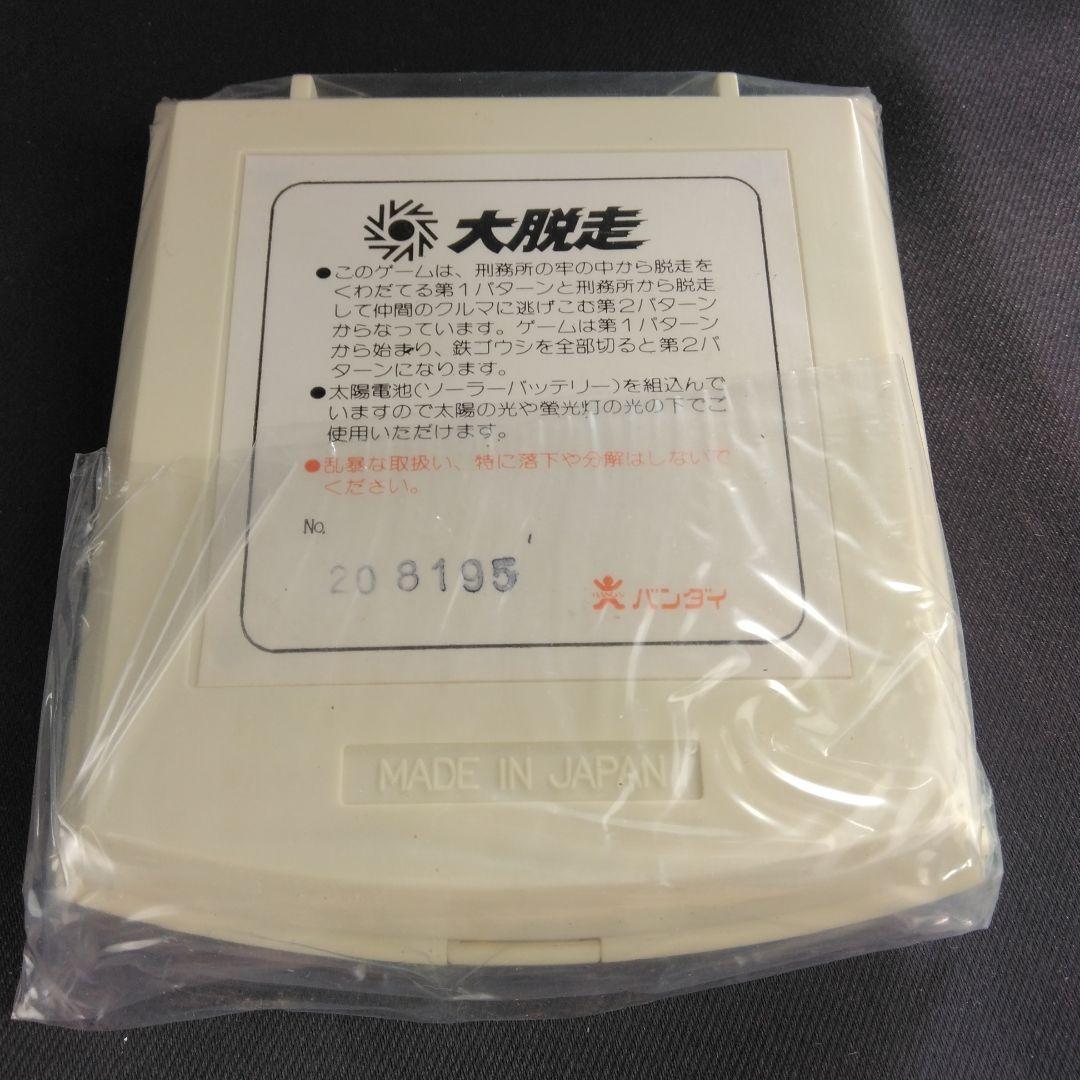 大脱走
●このゲームは、刑務所の牢の中から脱走を
くわだてる第1パターンと刑務所から脱走
して仲間のクルマに逃げこむ第2パターン
からなっています。ゲームは第1パターン
から始まり、鉄ゴウシを全部切ると第2パ
ターンになります。
●太陽電池(ソーラーバッテリー)を組込んで
いますので太陽の光や螢光灯の光の下でご
使用いただけます。
●乱暴な取扱い、特に落下や分解はしないで
ください。
No.
20 8195
バンダイ
MADE IN JAPAN